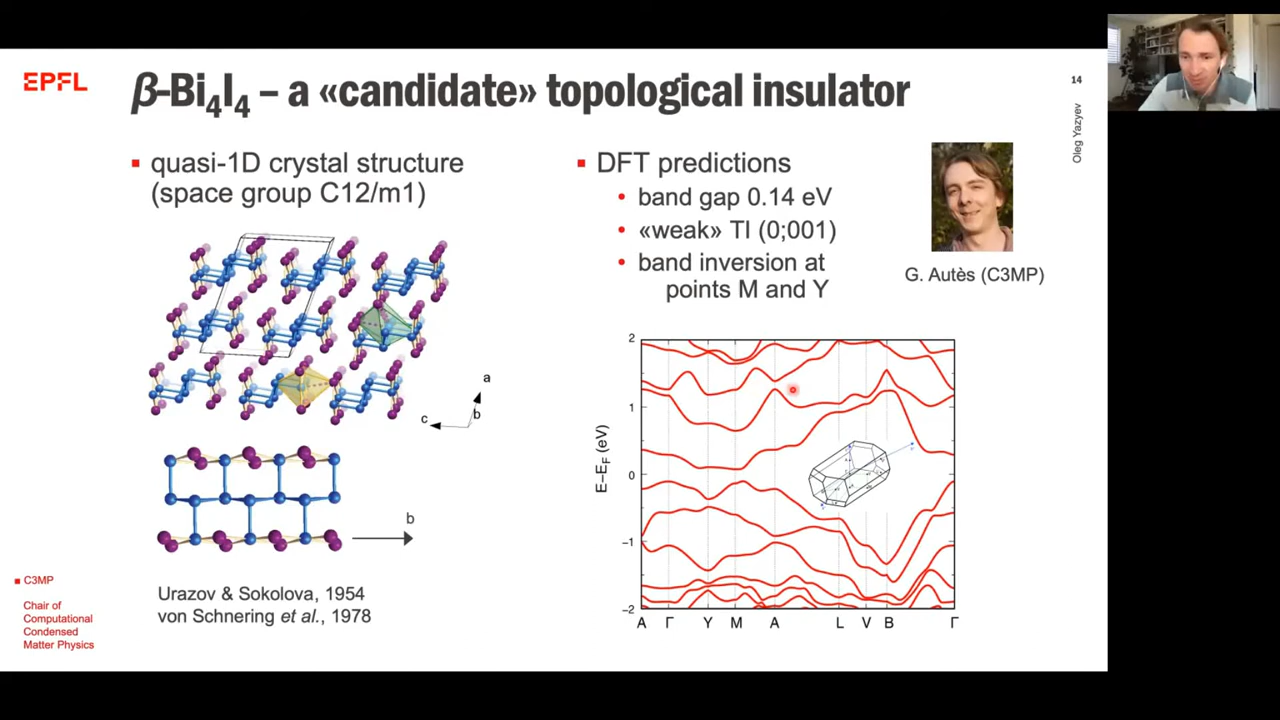 EPFL
β-Bi4I4 – a «candidate» topological insulator
14
Oleg Yazyev
▪ quasi-1D crystal structure
(space group C12/m1)
a
c
b
b
Urazov & Sokolova, 1954
von Schnering et al., 1978
▪ DFT predictions
• band gap 0.14 eV
• «weak» TI (0;001)
• band inversion at
points M and Y
G. Autès (C3MP)
E−EF (eV)
2
1
0
−1
−2
A Γ Y M A L V B Γ
▪ C3MP
Chair of
Computational
Condensed
Matter Physics